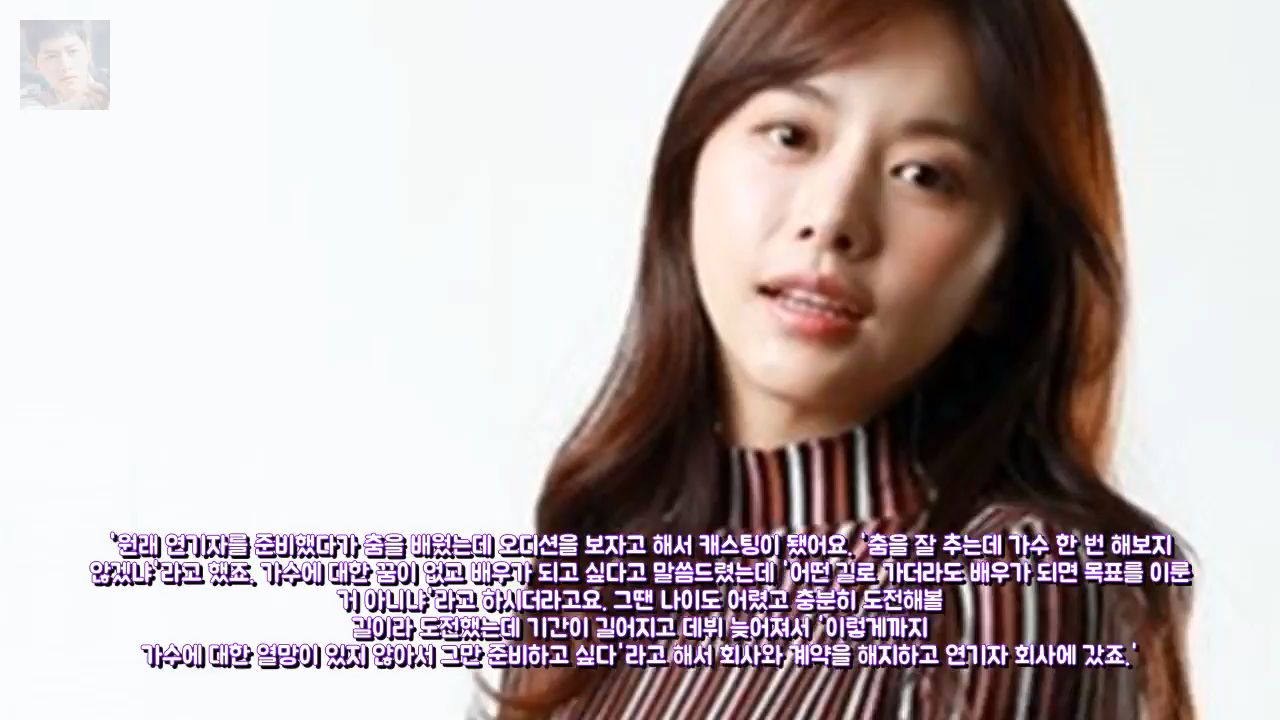 '원래 연기자를 준비했다가 춤을 배웠는데 오디션을 보자고 해서 캐스팅이 됐어요. '춤을 잘 추는데 가수 한 번 해보지
않겠냐'라고 했죠. 가수에 대한 꿈이 없고 배우가 되고 싶다고 말씀드렸는데 '어떤 길로 가더라도 배우가 되면 목표를 이룬
거 아니냐'라고 하시더라고요. 그땐 나이도 어렸고 충분히 도전해볼
길이라 도전했는데 기간이 길어지고 데뷔 늦어져서 '이렇게까지
가수에 대한 열망이 있지 않아서 그만 준비하고 싶다'라고 해서 회사와 계약을 해지하고 연기자 회사에 갔죠.'